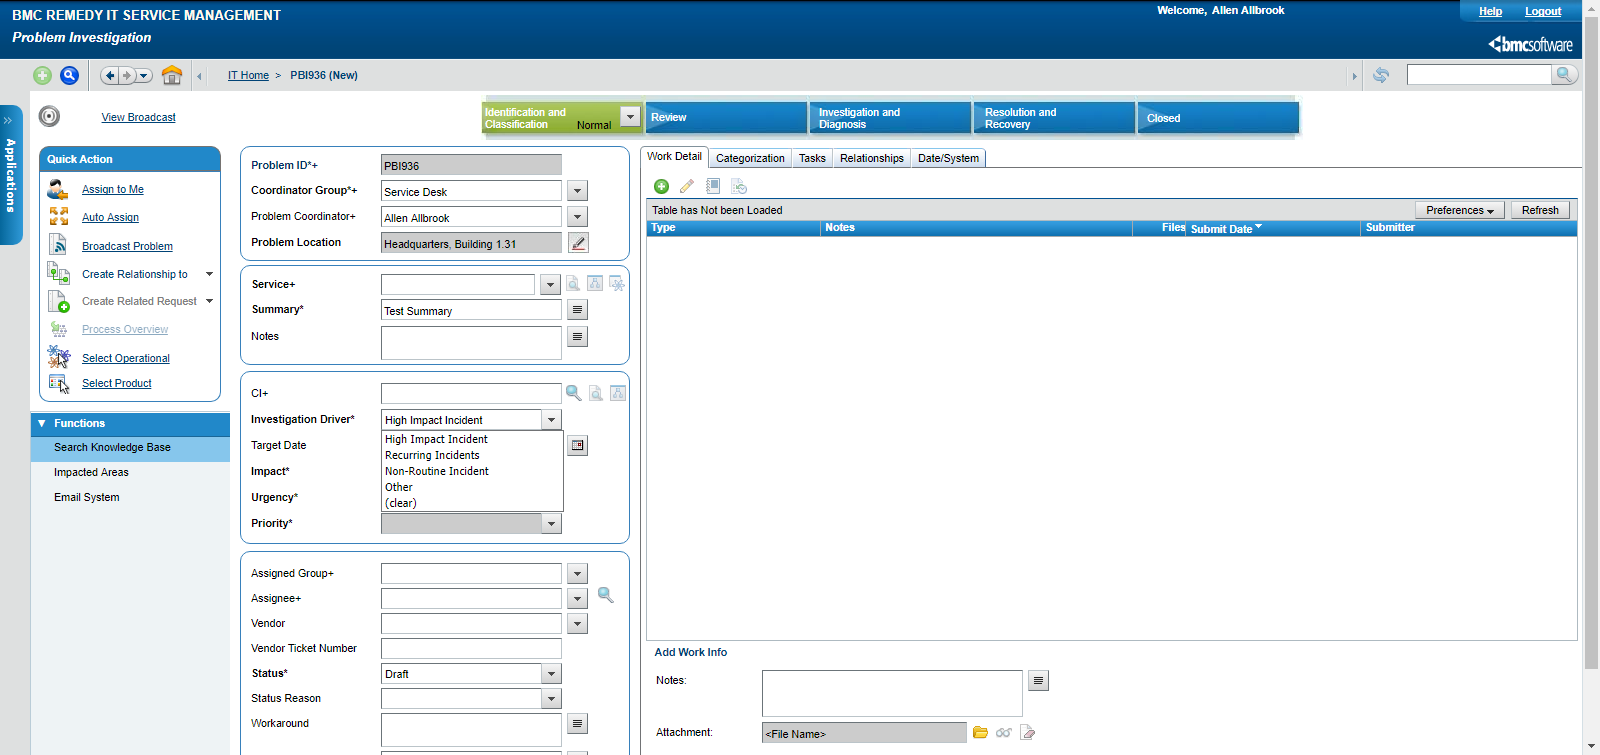 BMC REMEDY IT SERVICE MANAGEMENT
Welcome, Allen Allbrook
Help
Logout
Problem Investigation
bmcsoftware
IT Home > PBI936 (New)
Applications
View Broadcast
Identification and Classification
Normal
Review
Investigation and Diagnosis
Resolution and Recovery
Closed
Quick Action
Assign to Me
Auto Assign
Broadcast Problem
Create Relationship to
Create Related Request
Process Overview
Select Operational
Select Product
Functions
Search Knowledge Base
Impacted Areas
Email System
Problem ID*+ PBI936
Coordinator Group*+ Service Desk
Problem Coordinator+ Allen Allbrook
Problem Location Headquarters, Building 1.31
Service+
Summary* Test Summary
Notes
CI+
Investigation Driver* High Impact Incident
High Impact Incident
Recurring Incidents
Non-Routine Incident
Other
(clear)
Target Date
Impact*
Urgency*
Priority*
Assigned Group+
Assignee+
Vendor
Vendor Ticket Number
Status* Draft
Status Reason
Workaround
Work Detail Categorization Tasks Relationships Date/System
Table has Not been Loaded
Preferences
Refresh
Type Notes Files Submit Date Submitter
Add Work Info
Notes:
Attachment: <File Name>